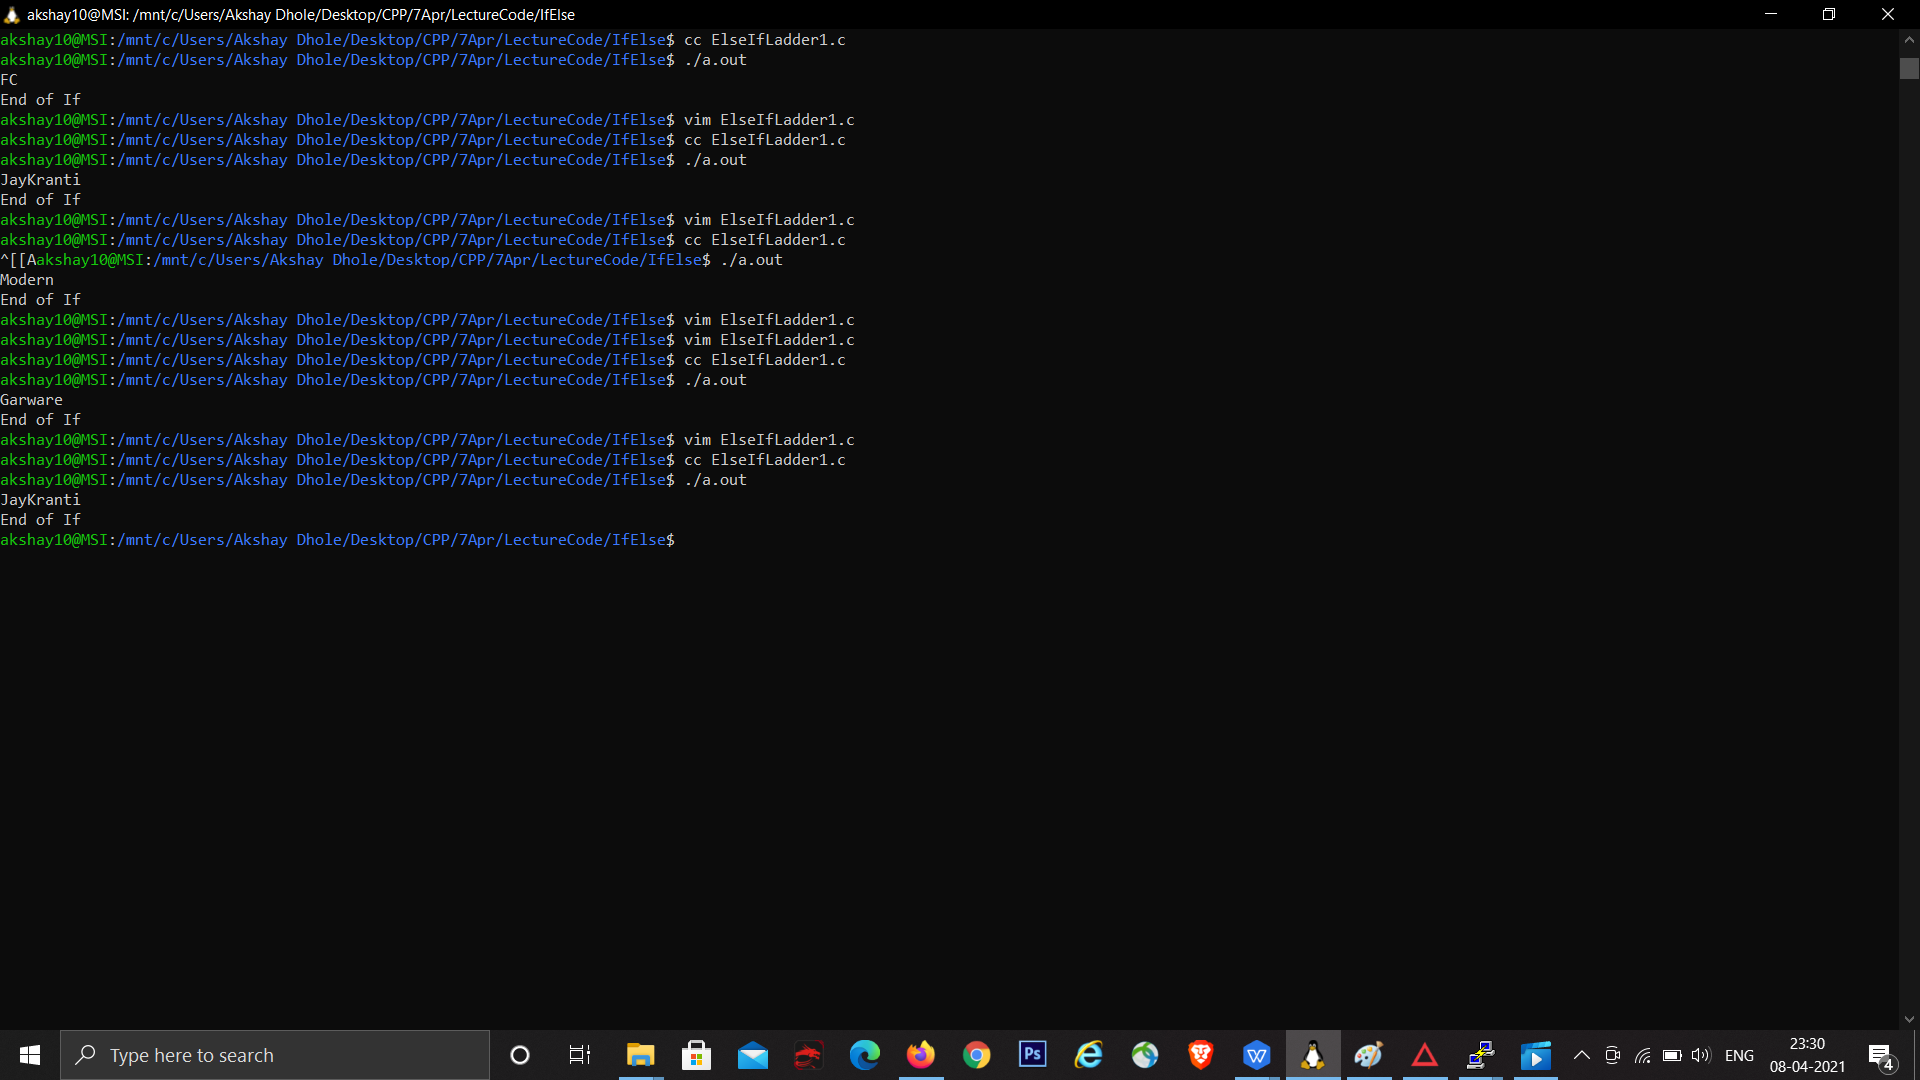 akshay10@MSI: /mnt/c/Users/Akshay Dhole/Desktop/CPP/7Apr/LectureCode/IfElse
akshay10@MSI:/mnt/c/Users/Akshay Dhole/Desktop/CPP/7Apr/LectureCode/IfElse$ cc ElseIfLadder1.c
akshay10@MSI:/mnt/c/Users/Akshay Dhole/Desktop/CPP/7Apr/LectureCode/IfElse$ ./a.out
FC
End of If
akshay10@MSI:/mnt/c/Users/Akshay Dhole/Desktop/CPP/7Apr/LectureCode/IfElse$ vim ElseIfLadder1.c
akshay10@MSI:/mnt/c/Users/Akshay Dhole/Desktop/CPP/7Apr/LectureCode/IfElse$ cc ElseIfLadder1.c
akshay10@MSI:/mnt/c/Users/Akshay Dhole/Desktop/CPP/7Apr/LectureCode/IfElse$ ./a.out
JayKranti
End of If
akshay10@MSI:/mnt/c/Users/Akshay Dhole/Desktop/CPP/7Apr/LectureCode/IfElse$ vim ElseIfLadder1.c
akshay10@MSI:/mnt/c/Users/Akshay Dhole/Desktop/CPP/7Apr/LectureCode/IfElse$ cc ElseIfLadder1.c
^[[Aakshay10@MSI:/mnt/c/Users/Akshay Dhole/Desktop/CPP/7Apr/LectureCode/IfElse$ ./a.out
Modern
End of If
akshay10@MSI:/mnt/c/Users/Akshay Dhole/Desktop/CPP/7Apr/LectureCode/IfElse$ vim ElseIfLadder1.c
akshay10@MSI:/mnt/c/Users/Akshay Dhole/Desktop/CPP/7Apr/LectureCode/IfElse$ vim ElseIfLadder1.c
akshay10@MSI:/mnt/c/Users/Akshay Dhole/Desktop/CPP/7Apr/LectureCode/IfElse$ cc ElseIfLadder1.c
akshay10@MSI:/mnt/c/Users/Akshay Dhole/Desktop/CPP/7Apr/LectureCode/IfElse$ ./a.out
Garware
End of If
akshay10@MSI:/mnt/c/Users/Akshay Dhole/Desktop/CPP/7Apr/LectureCode/IfElse$ vim ElseIfLadder1.c
akshay10@MSI:/mnt/c/Users/Akshay Dhole/Desktop/CPP/7Apr/LectureCode/IfElse$ cc ElseIfLadder1.c
akshay10@MSI:/mnt/c/Users/Akshay Dhole/Desktop/CPP/7Apr/LectureCode/IfElse$ ./a.out
JayKranti
End of If
akshay10@MSI:/mnt/c/Users/Akshay Dhole/Desktop/CPP/7Apr/LectureCode/IfElse$
Type here to search
Ps
W
ENG
23:30
08-04-2021
4